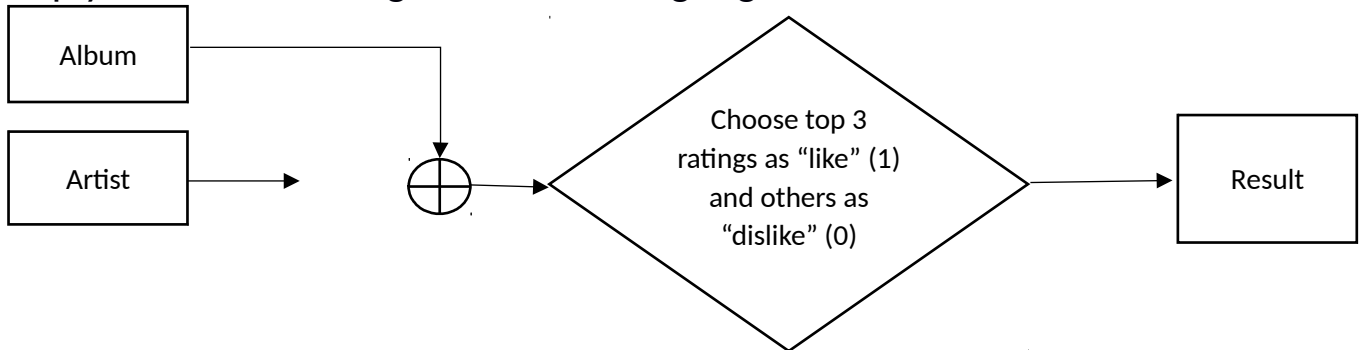 Album
Artist
Choose top 3
ratings as “like” (1)
and others as
“dislike” (0)
Result